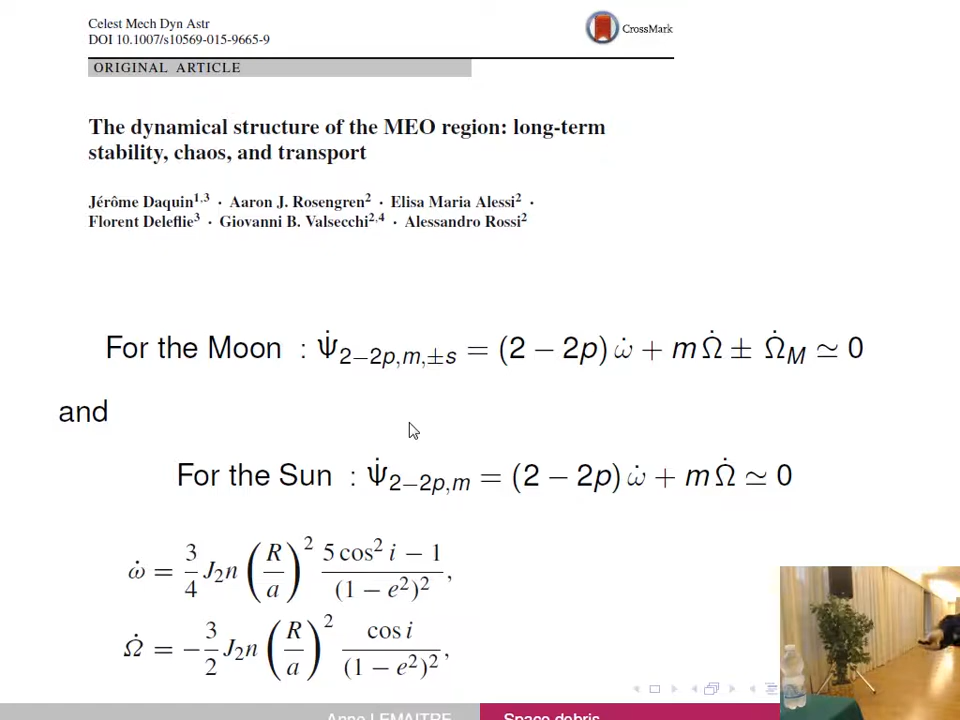 Celest Mech Dyn Astr
DOI 10.1007/s10569-015-9665-9
CrossMark
ORIGINAL ARTICLE
The dynamical structure of the MEO region: long-term
stability, chaos, and transport
Jérôme Daquin1,3 · Aaron J. Rosengren2 · Elisa Maria Alessi2 ·
Florent Deleflie3 · Giovanni B. Valsecchi2,4 · Alessandro Rossi2
For the Moon : Ψ̇2−2p,m,±s = (2 − 2p) ω̇ + m Ω̇ ± Ω̇M ≃ 0
and
For the Sun : Ψ̇2−2p,m = (2 − 2p) ω̇ + m Ω̇ ≃ 0
ω̇ = 3/4 J2n (R/a)² (5 cos² i − 1)/(1 − e²)²,
Ω̇ = −3/2 J2n (R/a)² cos i/(1 − e²)²,
Anne LEMAITRE
Space debris